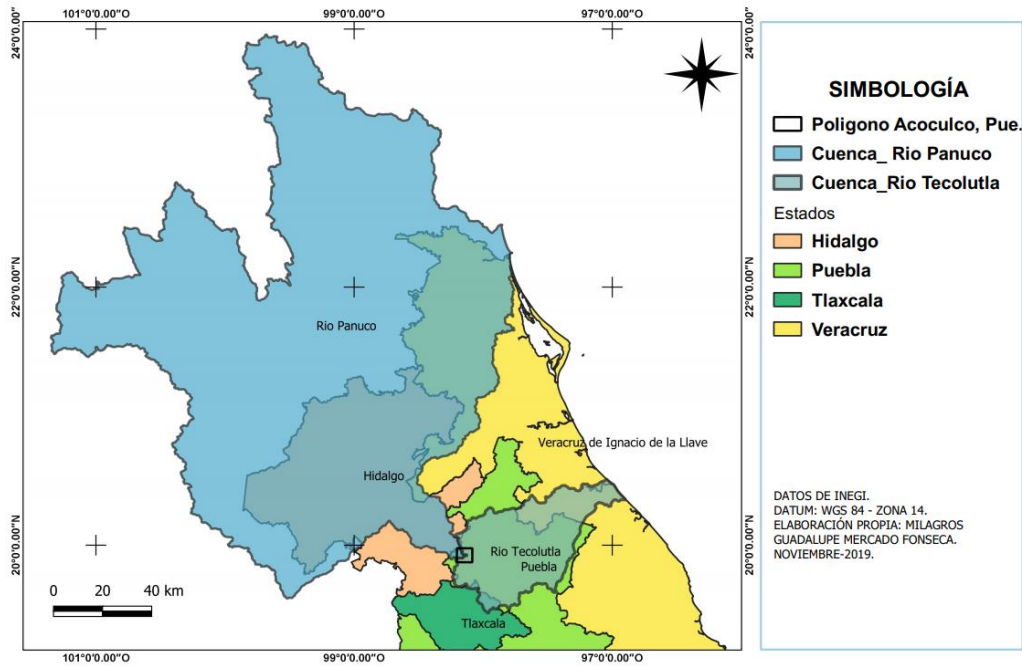 101°0'0.00"  99°0'0.00"  97°0'0.00"
24°0'0.00"
24°0'0.00"
22°0'0.00"N
22°0'0.00"N
20°0'0.00"N
20°0'0.00"N
Rio Panuco
Veracruz de Ignacio de la Llave
Hidalgo
Rio Tecolutla
Puebla
Tlaxcala
0 20 40 km
101°0'0.00"  99°0'0.00"  97°0'0.00"
SIMBOLOGÍA
Poligono Acoculco, Pue.
Cuenca_ Rio Panuco
Cuenca_Rio Tecolutla
Estados
Hidalgo
Puebla
Tlaxcala
Veracruz
DATOS DE INEGI.
DATUM: WGS 84 - ZONA 14.
ELABORACIÓN PROPIA: MILAGROS
GUADALUPE MERCADO FONSECA.
NOVIEMBRE-2019.